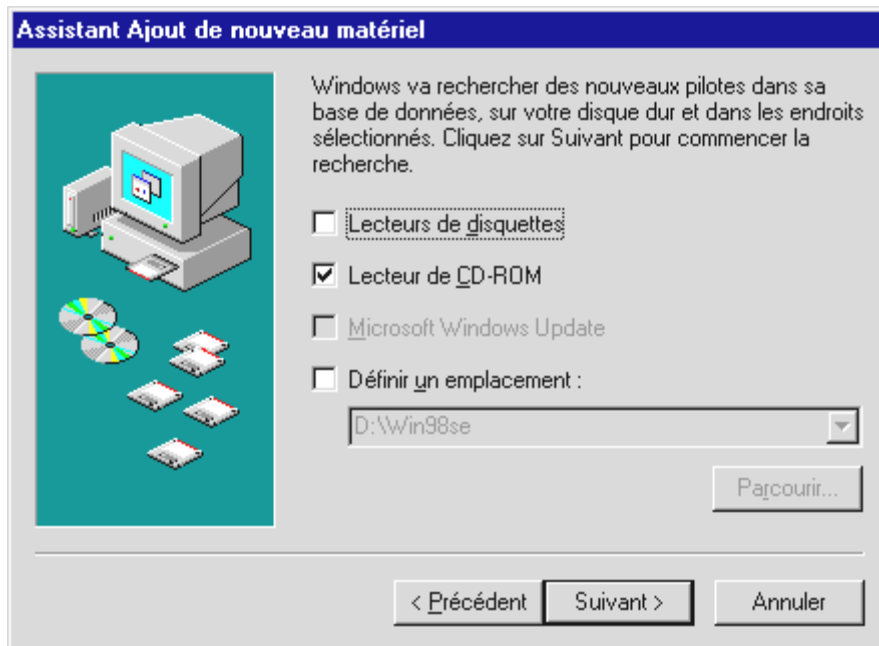 Assistant Ajout de nouveau matériel
Windows va rechercher des nouveaux pilotes dans sa
base de données, sur votre disque dur et dans les endroits
sélectionnés. Cliquez sur Suivant pour commencer la
recherche.
Lecteurs de disquettes
Lecteur de CD-ROM
Microsoft Windows Update
Définir un emplacement :
D:\Win98se
Parcourir...
< Précédent
Suivant >
Annuler